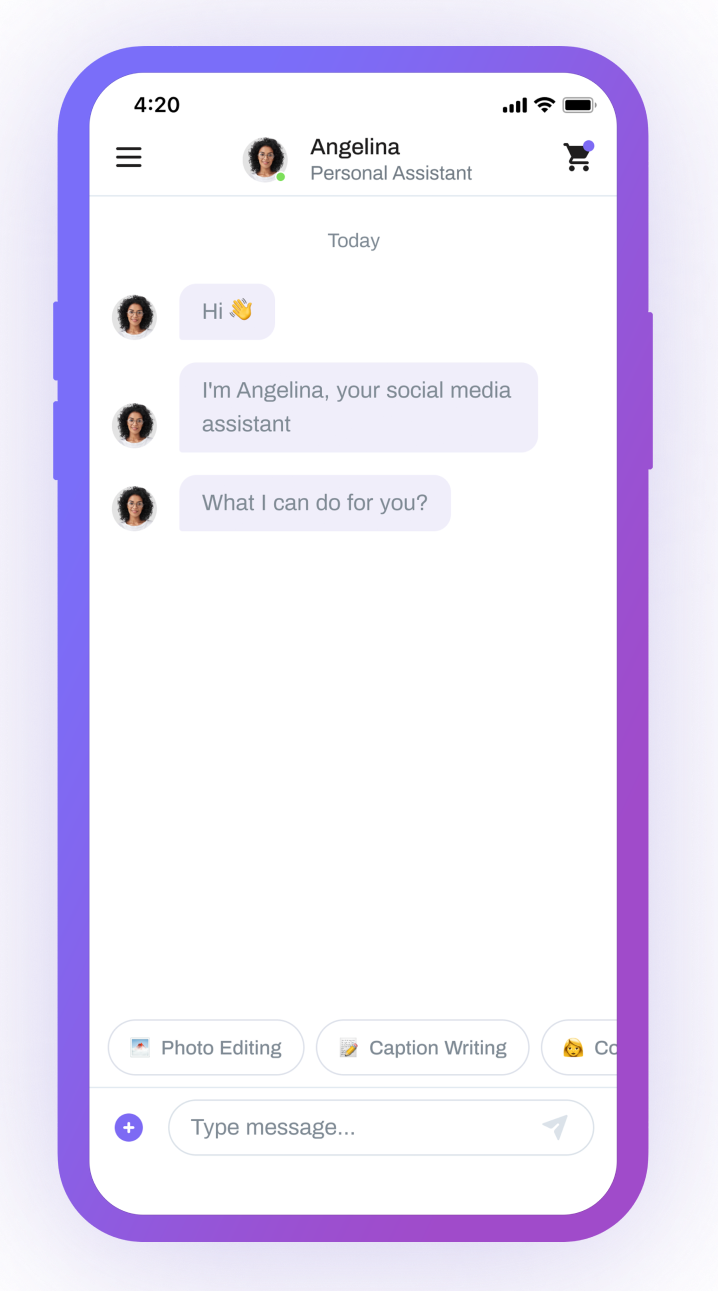 4:20
Angelina
Personal Assistant
Today
Hi 👋
I'm Angelina, your social media
assistant
What I can do for you?
Photo Editing
Caption Writing
Co
Type message...